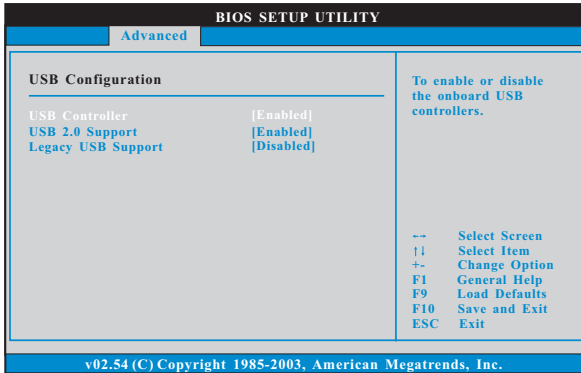 BIOS SETUP UTILITY
Advanced
USB Configuration
USB Controller [Enabled]
USB 2.0 Support [Enabled]
Legacy USB Support [Disabled]
To enable or disable
the onboard USB
controllers.
←→ Select Screen
↑↓ Select Item
+- Change Option
F1 General Help
F9 Load Defaults
F10 Save and Exit
ESC Exit
v02.54 (C) Copyright 1985-2003, American Megatrends, Inc.